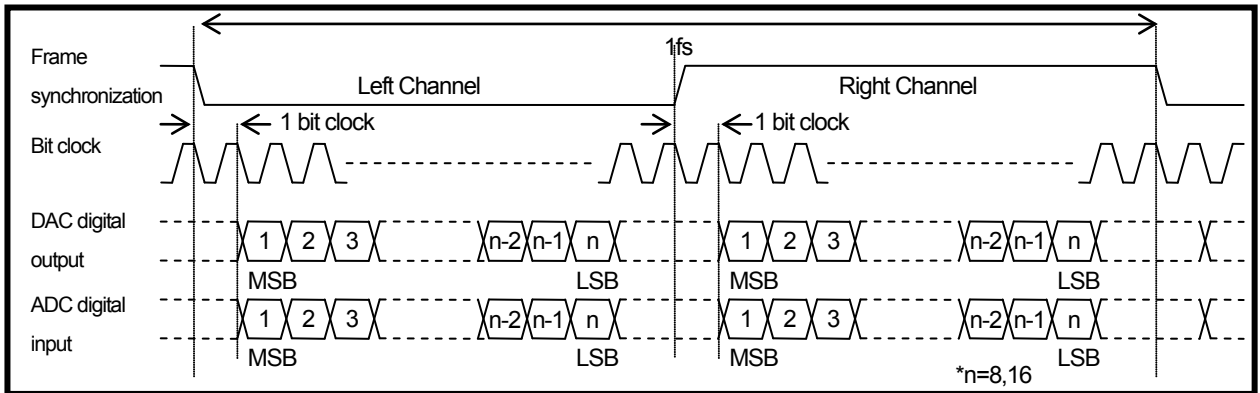 1fs
Frame
synchronization
Left Channel
Right Channel
1 bit clock
1 bit clock
Bit clock
DAC digital
output
1 2 3 n-2 n-1 n 1 2 3 n-2 n-1 n
MSB LSB MSB LSB
ADC digital
input
1 2 3 n-2 n-1 n 1 2 3 n-2 n-1 n
MSB LSB MSB LSB
*n=8,16